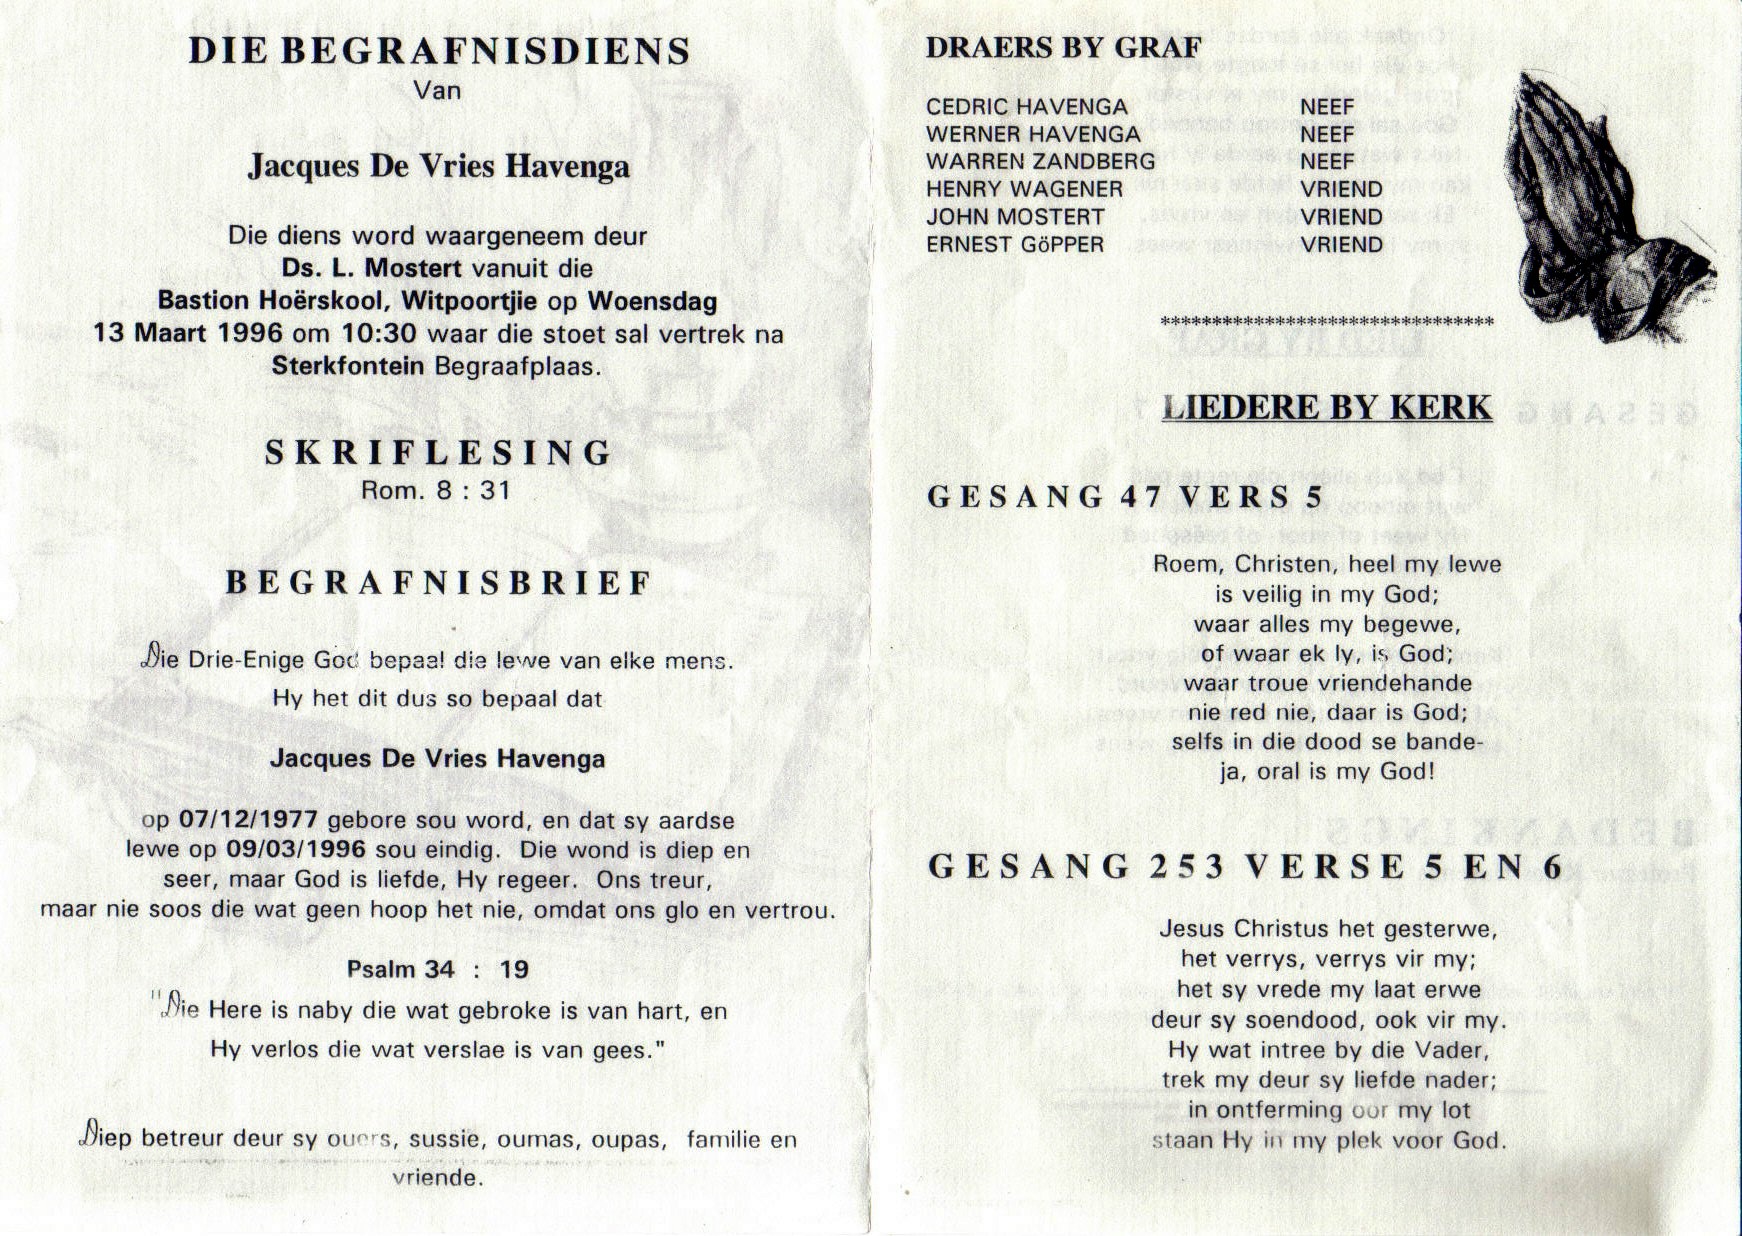 DIE BEGRAFNISDIENS
Van
Jacques De Vries Havenga
Die diens word waargeneem deur
Ds. L. Mostert vanuit die
Bastion Hoërskool, Witpoortjie op Woensdag
13 Maart 1996 om 10:30 waar die stoet sal vertrek na
Sterkfontein Begraafplaas.
SKRIFLESING
Rom. 8 : 31
BEGRAFNISBRIEF
Die Drie-Enige God bepaal die lewe van elke mens.
Hy het dit dus so bepaal dat
Jacques De Vries Havenga
op 07/12/1977 gebore sou word, en dat sy aardse
lewe op 09/03/1996 sou eindig. Die wond is diep en
seer, maar God is liefde, Hy regeer. Ons treur,
maar nie soos die wat geen hoop het nie, omdat ons glo en vertrou.
Psalm 34 : 19
"Die Here is naby die wat gebroke is van hart, en
Hy verlos die wat verslae is van gees."
Diep betreur deur sy ouers, sussie, oumas, oupas, familie en
vriende.
DRAERS BY GRAF
CEDRIC HAVENGA NEEF
WERNER HAVENGA NEEF
WARREN ZANDBERG NEEF
HENRY WAGENER VRIEND
JOHN MOSTERT VRIEND
ERNEST GöPPER VRIEND
********************************
LIEDERE BY KERK
GESANG 47 VERS 5
Roem, Christen, heel my lewe
is veilig in my God;
waar alles my begewe,
of waar ek ly, is God;
waar troue vriendehande
nie red nie, daar is God;
selfs in die dood se bande-
ja, oral is my God!
GESANG 253 VERSE 5 EN 6
Jesus Christus het gesterwe,
het verrys, verrys vir my;
het sy vrede my laat erwe
deur sy soendood, ook vir my.
Hy wat intree by die Vader,
trek my deur sy liefde nader;
in ontferming oor my lot
staan Hy in my plek voor God.